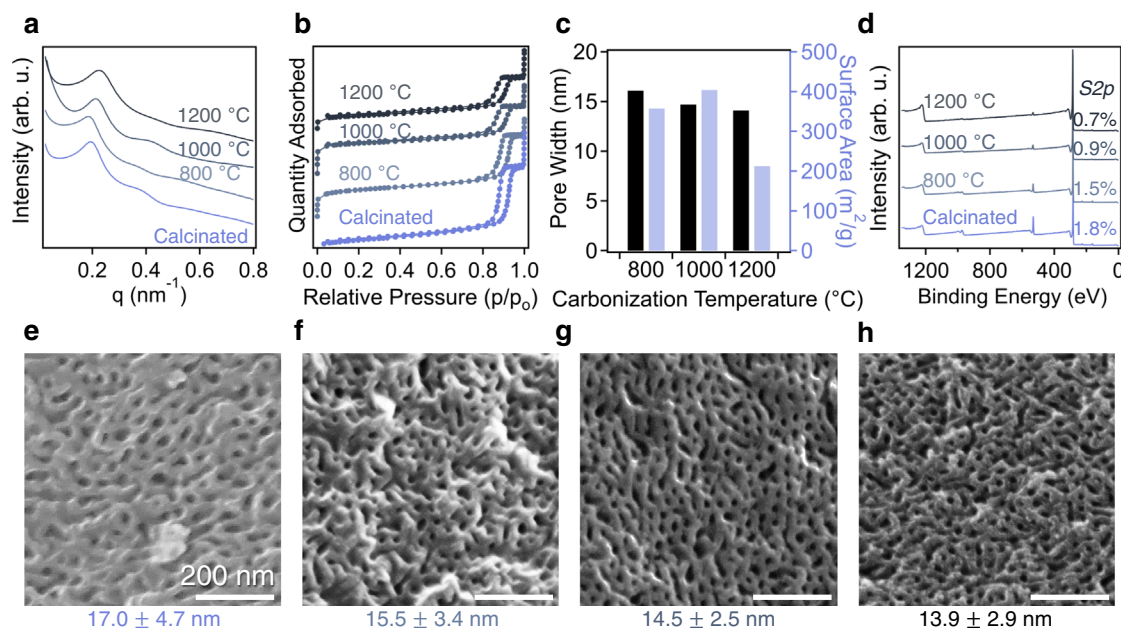 a
Intensity (arb. u.)
1200 °C
1000 °C
800 °C
Calcinated
0.2 0.4 0.6 0.8
q (nm⁻¹)
b
Quantity Adsorbed
1200 °C
1000 °C
800 °C
Calcinated
0.0 0.2 0.4 0.6 0.8 1.0
Relative Pressure (p/pₒ)
c
Pore Width (nm)
20
15
10
5
0
500
400
300
200
100
0
Surface Area (m²/g)
800 1000 1200
Carbonization Temperature (°C)
d
Intensity (arb. u.)
S2p
1200 °C
0.7%
1000 °C
0.9%
800 °C
1.5%
Calcinated
1.8%
1200 800 400 0
Binding Energy (eV)
e
200 nm
17.0 ± 4.7 nm
f
15.5 ± 3.4 nm
g
14.5 ± 2.5 nm
h
13.9 ± 2.9 nm